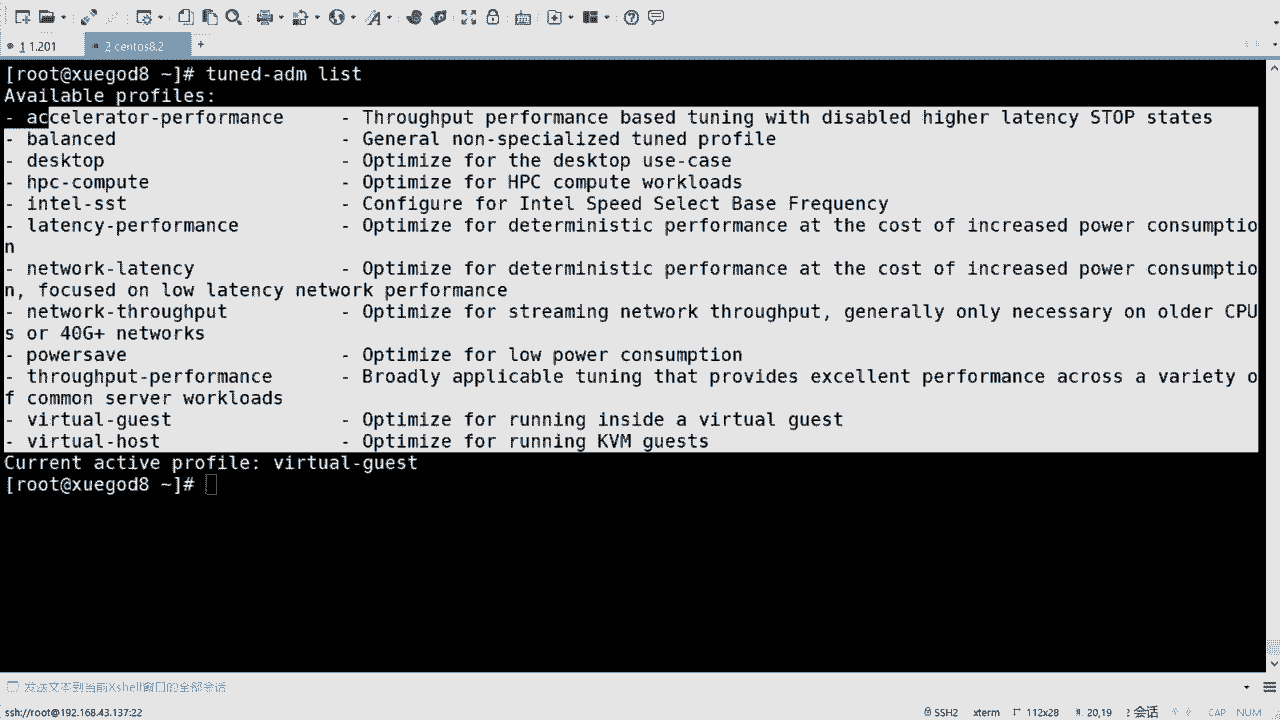 1 1.201
2 centos8.2
+
[root@xuegod8 ~]# tuned-adm list
Available profiles:
- accelerator-performance     - Throughput performance based tuning with disabled higher latency STOP states
- balanced                    - General non-specialized tuned profile
- desktop                     - Optimize for the desktop use-case
- hpc-compute                 - Optimize for HPC compute workloads
- intel-sst                   - Configure for Intel Speed Select Base Frequency
- latency-performance         - Optimize for deterministic performance at the cost of increased power consumptio
n
- network-latency             - Optimize for deterministic performance at the cost of increased power consumptio
n, focused on low latency network performance
- network-throughput          - Optimize for streaming network throughput, generally only necessary on older CPU
s or 40G+ networks
- powersave                   - Optimize for low power consumption
- throughput-performance      - Broadly applicable tuning that provides excellent performance across a variety o
f common server workloads
- virtual-guest               - Optimize for running inside a virtual guest
- virtual-host                - Optimize for running KVM guests
Current active profile: virtual-guest
[root@xuegod8 ~]#
发送文本到当前Xshell窗口的全部会话
ssh://root@192.168.43.137:22 SSH2 xterm 112x28 20,19 会话 CAP NUM